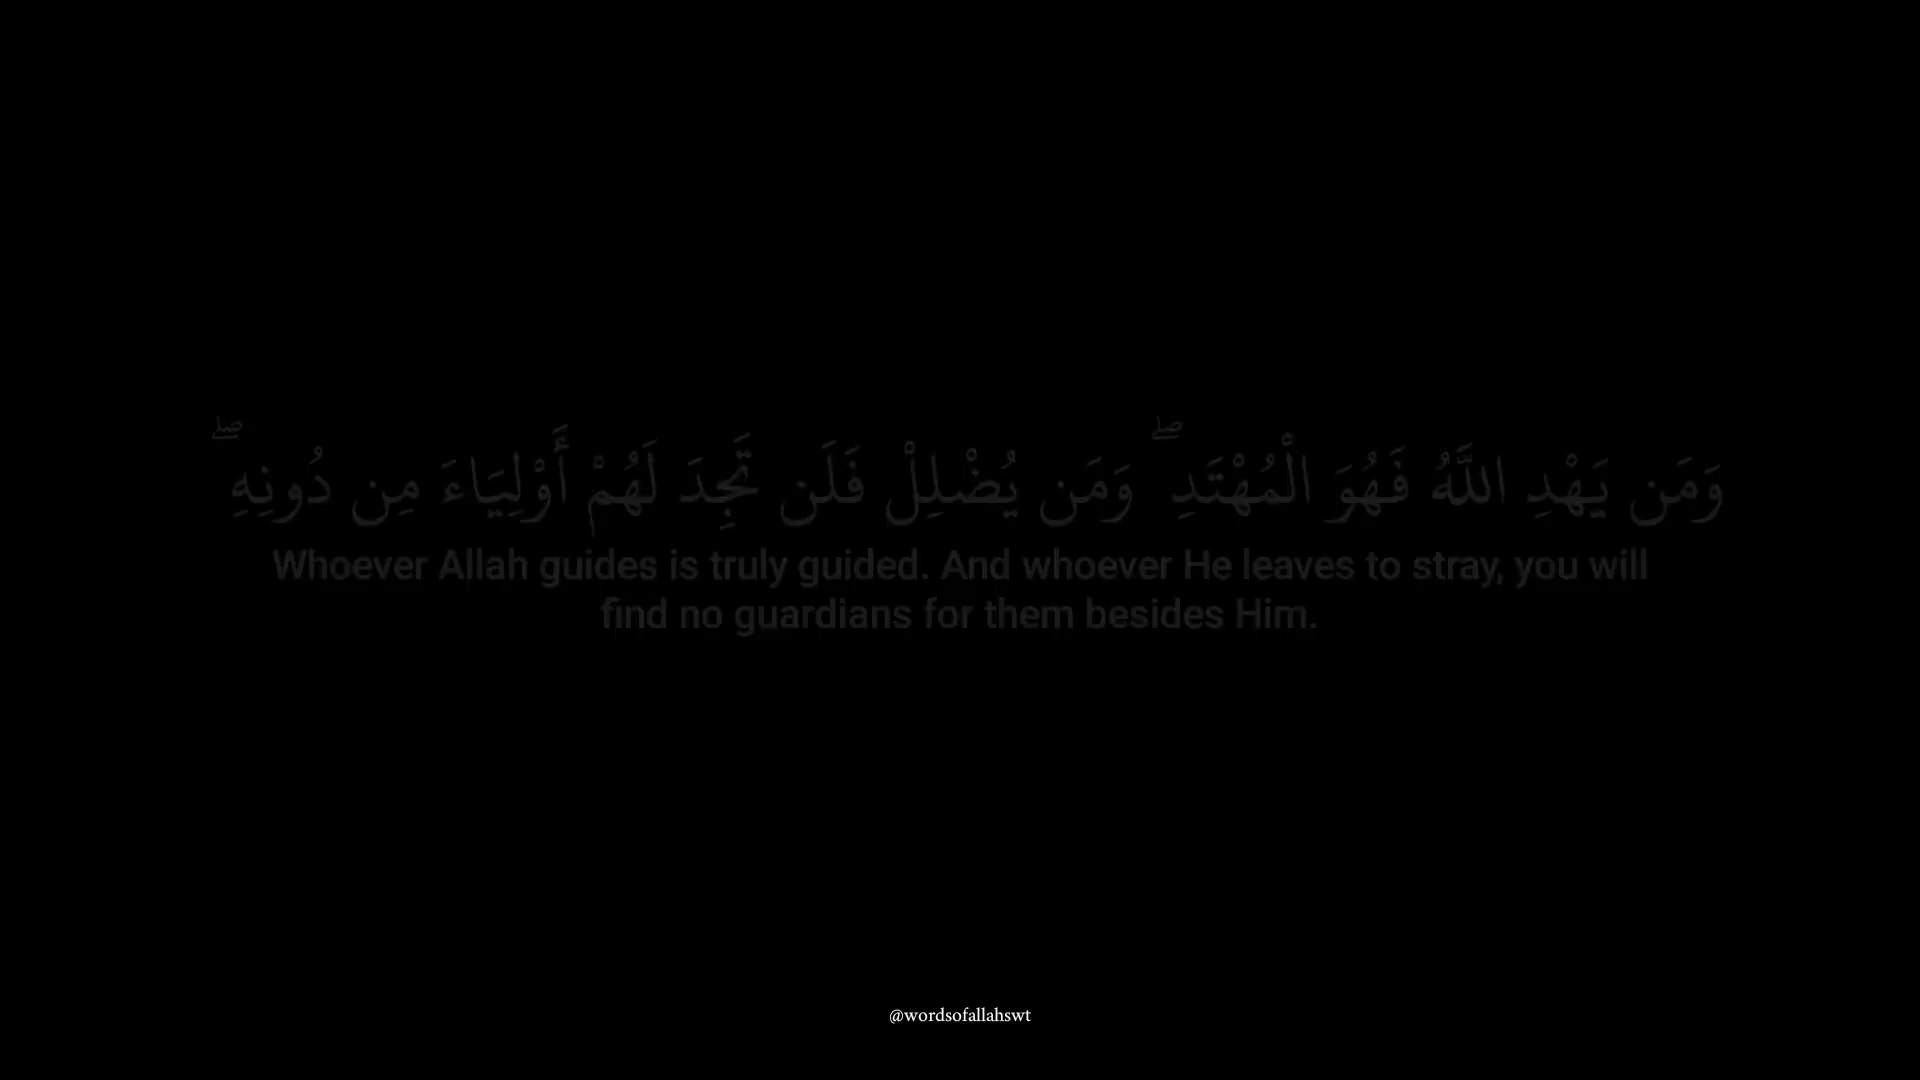 وَمَن يَهْدِ اللَّهُ فَهُوَ الْمُهْتَدِ ۖ وَمَن يُضْلِلْ فَلَن تَجِدَ لَهُمْ أَوْلِيَاءَ مِن دُونِهِ ۖ
Whoever Allah guides is truly guided. And whoever He leaves to stray, you will
find no guardians for them besides Him.
@wordsofallahswt